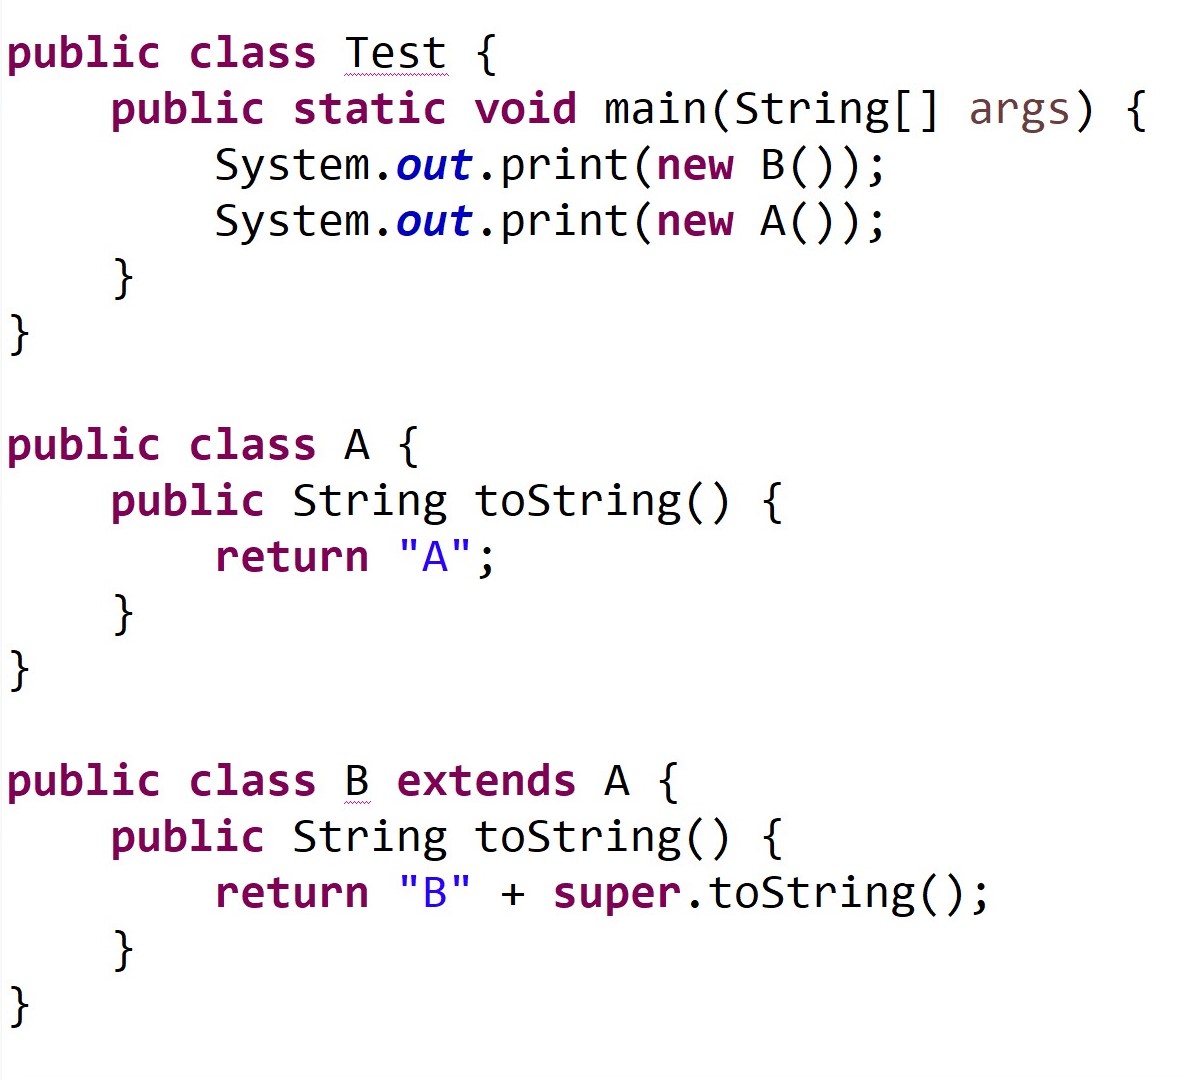 public class Test {
    public static void main(String[] args) {
        System.out.print(new B());
        System.out.print(new A());
    }
}

public class A {
    public String toString() {
        return "A";
    }
}

public class B extends A {
    public String toString() {
        return "B" + super.toString();
    }
}